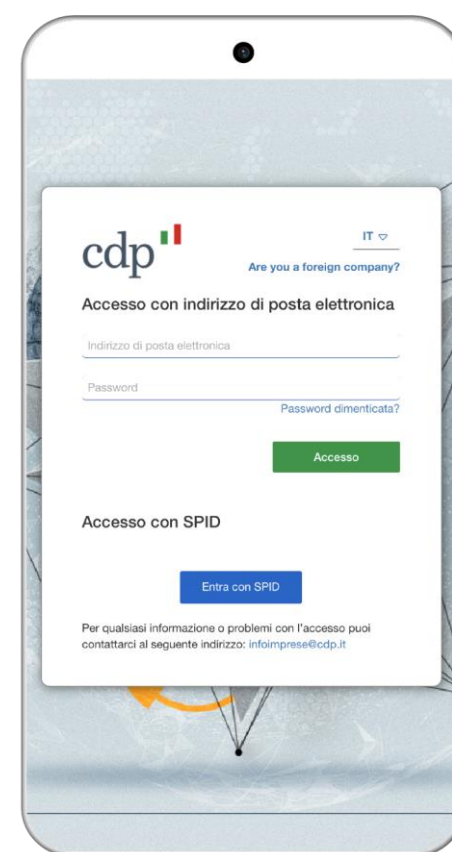 cdp
IT
Are you a foreign company?
Accesso con indirizzo di posta elettronica
Indirizzo di posta elettronica
Password
Password dimenticata?
Accesso
Accesso con SPID
Entra con SPID
Per qualsiasi informazione o problemi con l'accesso puoi
contattarci al seguente indirizzo: infoimprese@cdp.it